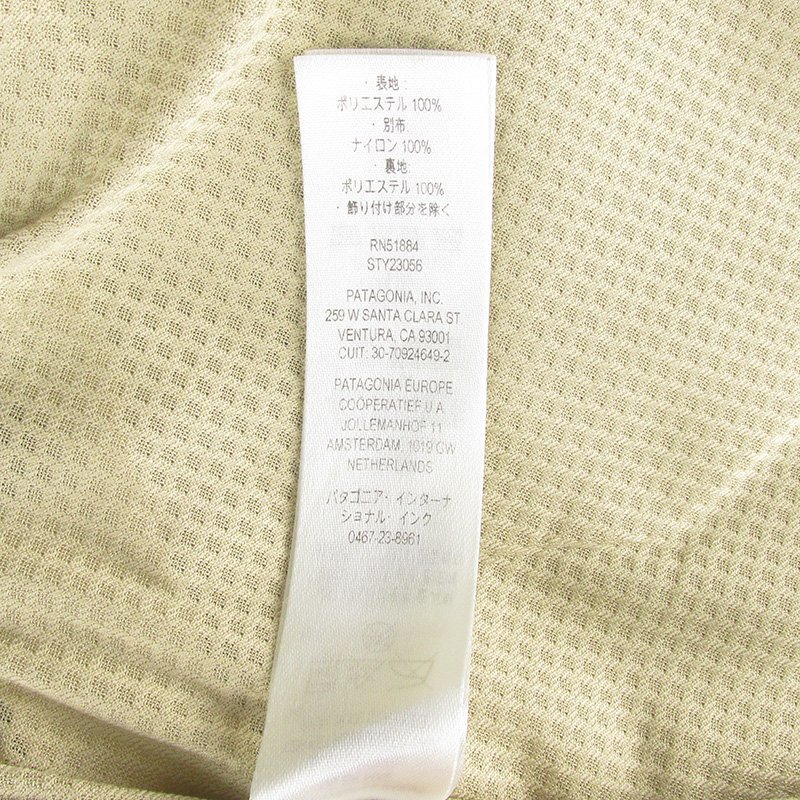 ・ 表地:
ポリエステル 100%
・ 別布:
ナイロン 100%
・ 裏地:
ポリエステル 100%
・ 飾り付け部分を除く
RN51884
STY23056
PATAGONIA, INC.
259 W SANTA CLARA ST.
VENTURA, CA 93001
CUIT: 30-70924649-2
PATAGONIA EUROPE
COÖPERATIEF U.A.
JOLLEMANHOF 11
AMSTERDAM, 1019 GW
NETHERLANDS
パタゴニア・インターナ
ショナル・インク
0467-23-8961